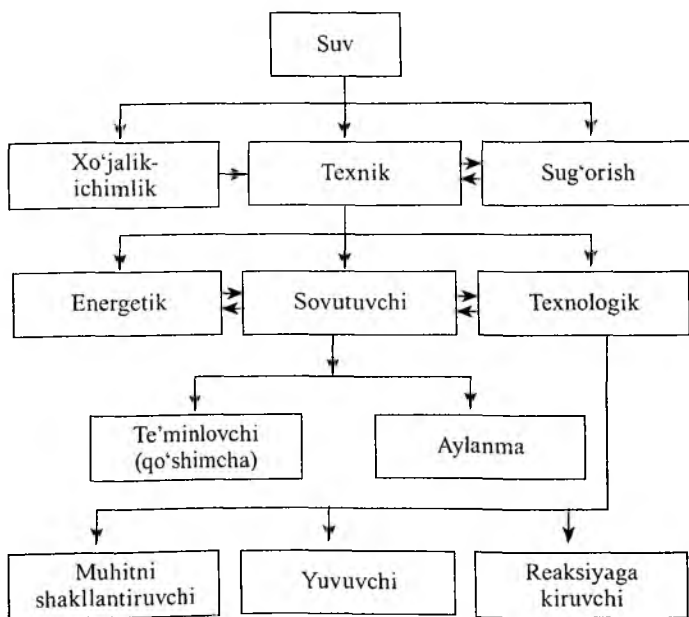 Suv
Xo‘jalik-
ichimlik
Texnik
Sug‘orish
Energetik
Sovutuvchi
Texnologik
Te’minlovchi
(qo‘shimcha)
Aylanma
Muhitni
shakllantiruvchi
Yuvuvchi
Reaksiyaga
kiruvchi